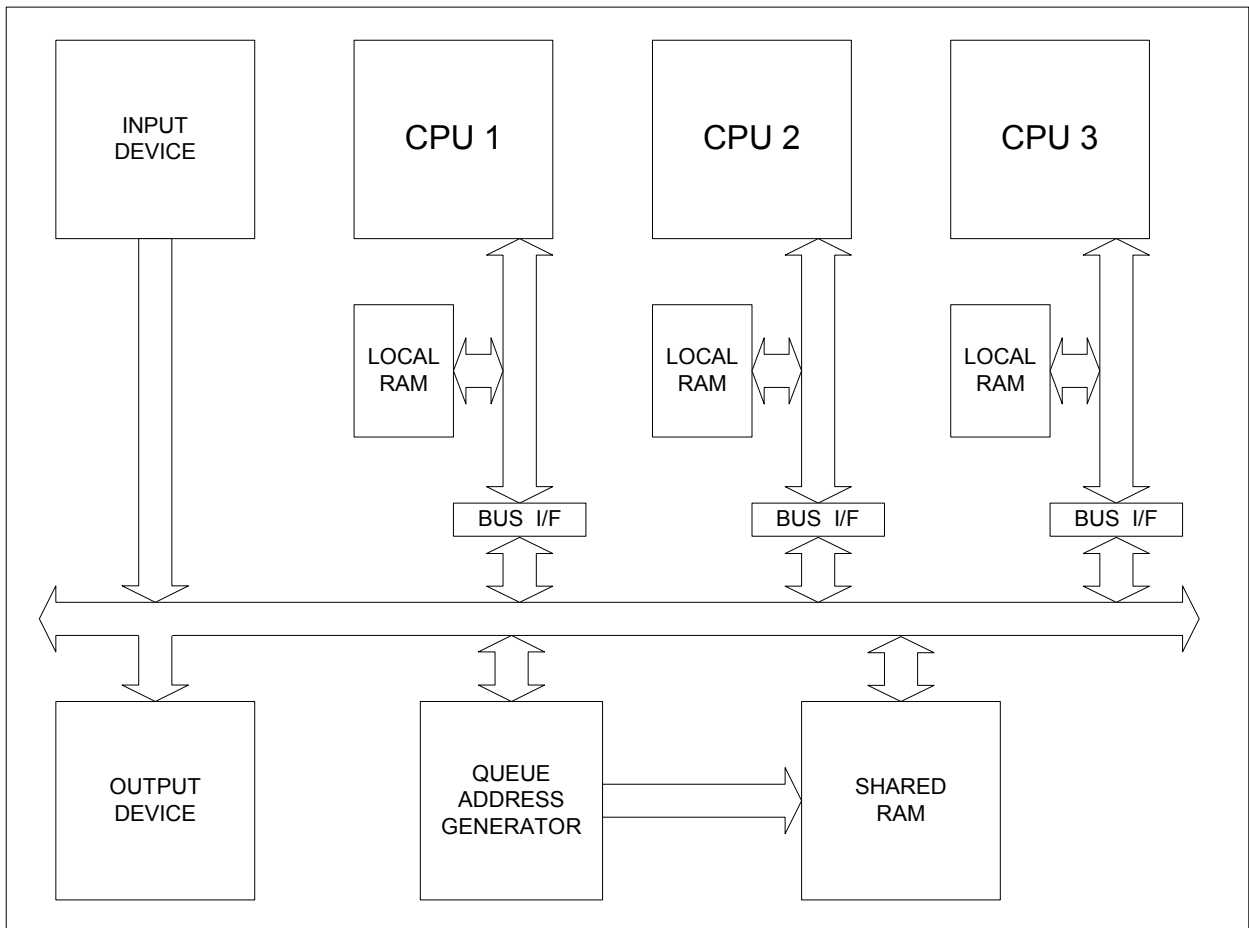 INPUT
DEVICE
CPU 1
CPU 2
CPU 3
LOCAL
RAM
LOCAL
RAM
LOCAL
RAM
BUS I/F
BUS I/F
BUS I/F
OUTPUT
DEVICE
QUEUE
ADDRESS
GENERATOR
SHARED
RAM